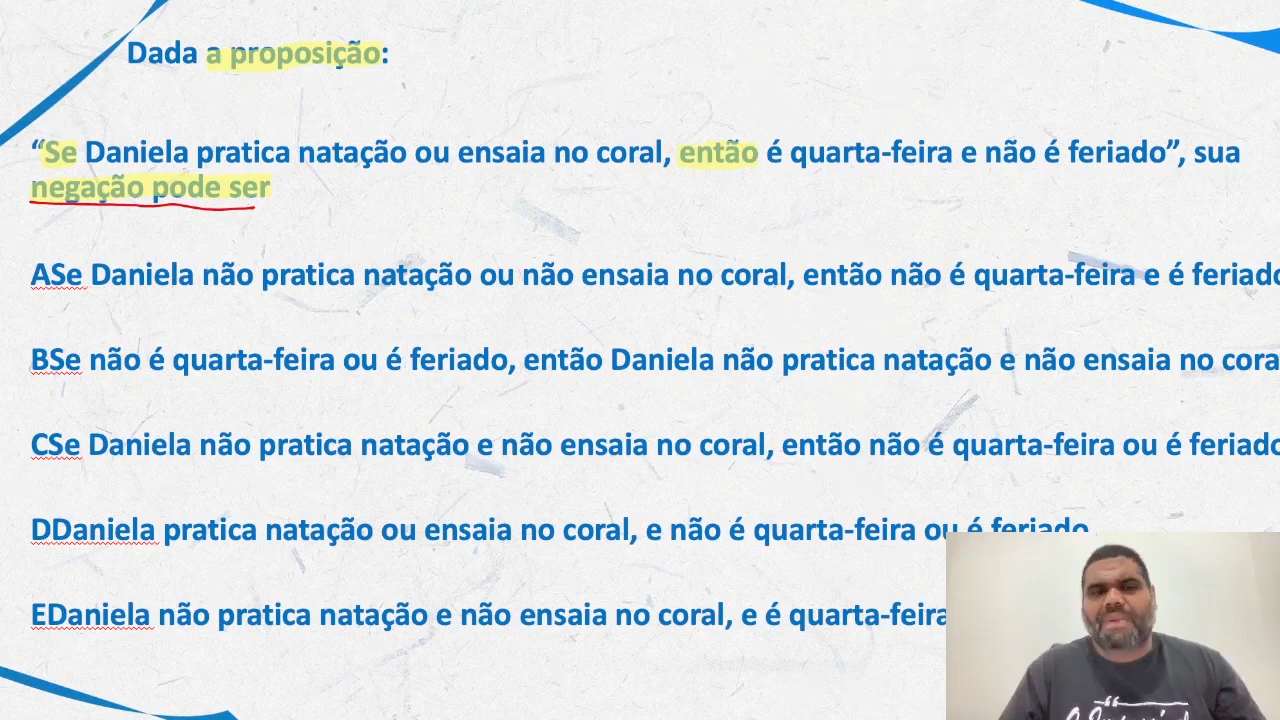 Dada a proposição:
“Se Daniela pratica natação ou ensaia no coral, então é quarta-feira e não é feriado”, sua
negação pode ser
ASe Daniela não pratica natação ou não ensaia no coral, então não é quarta-feira e é feriado
BSe não é quarta-feira ou é feriado, então Daniela não pratica natação e não ensaia no cora
CSe Daniela não pratica natação e não ensaia no coral, então não é quarta-feira ou é feriado
DDaniela pratica natação ou ensaia no coral, e não é quarta-feira ou é feriado
EDaniela não pratica natação e não ensaia no coral, e é quarta-feira